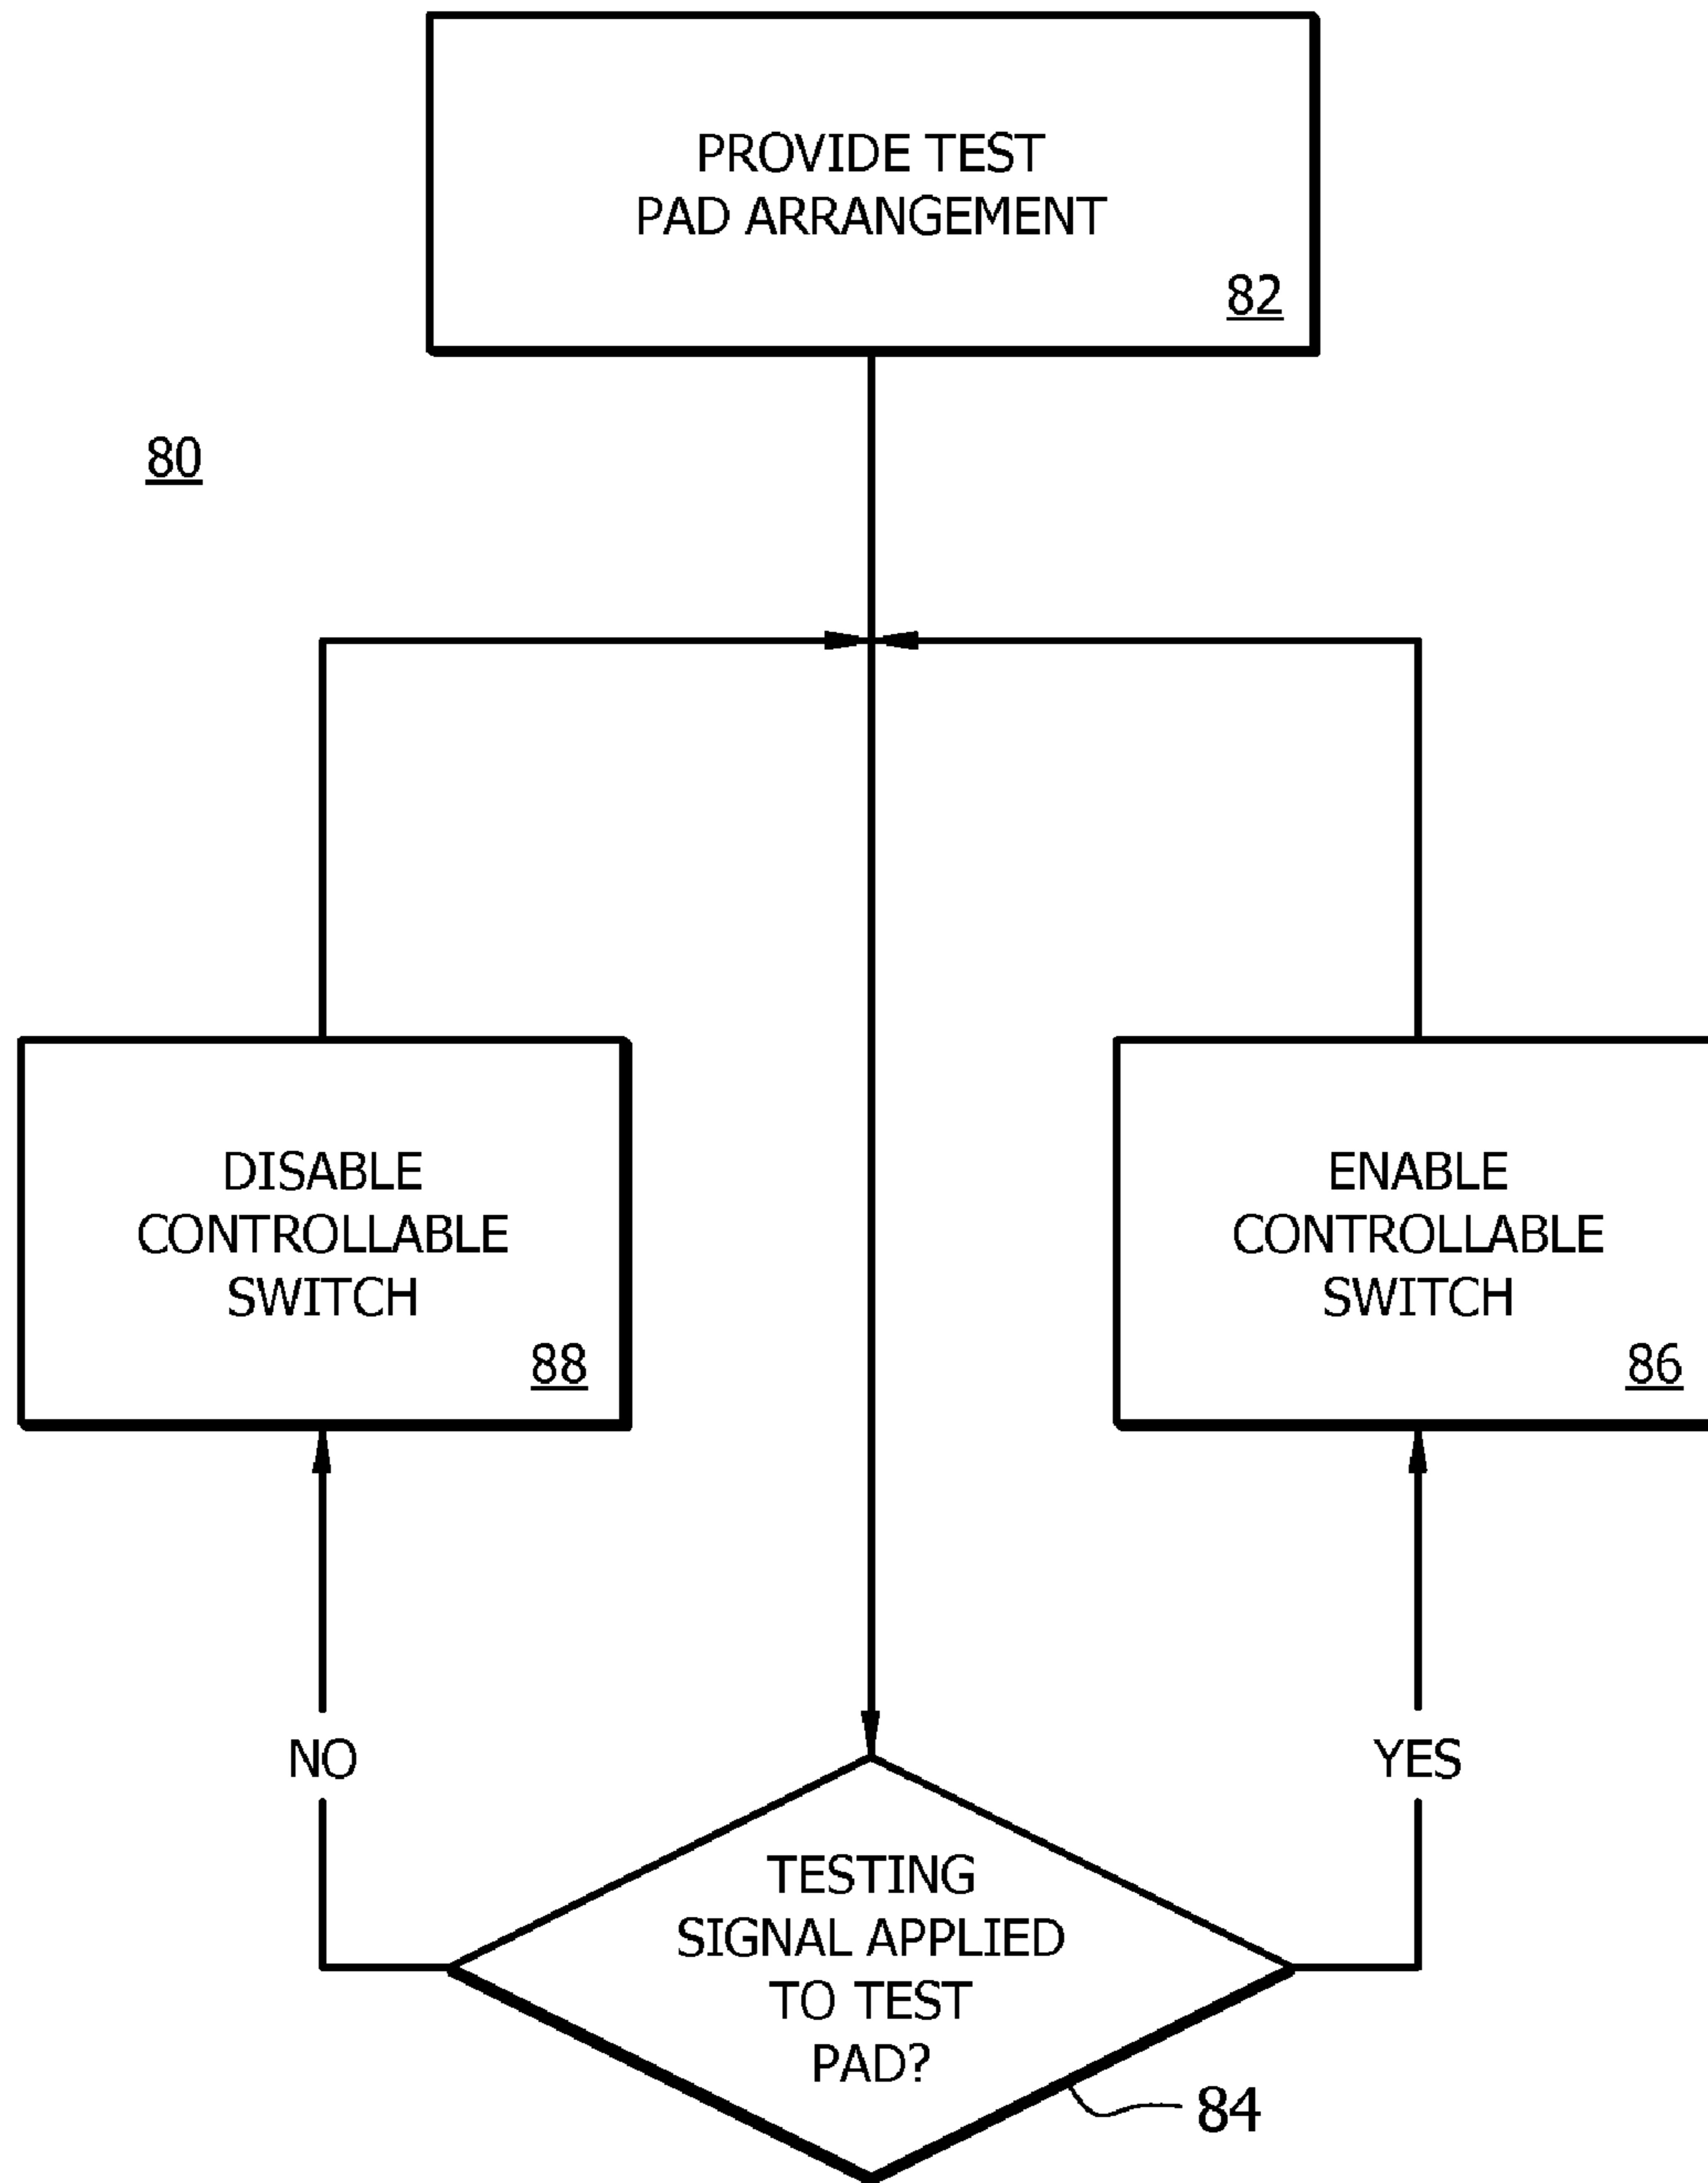 PROVIDE TEST
PAD ARRANGEMENT
82
80
DISABLE
CONTROLLABLE
SWITCH
88
ENABLE
CONTROLLABLE
SWITCH
86
NO
YES
TESTING
SIGNAL APPLIED
TO TEST
PAD?
84